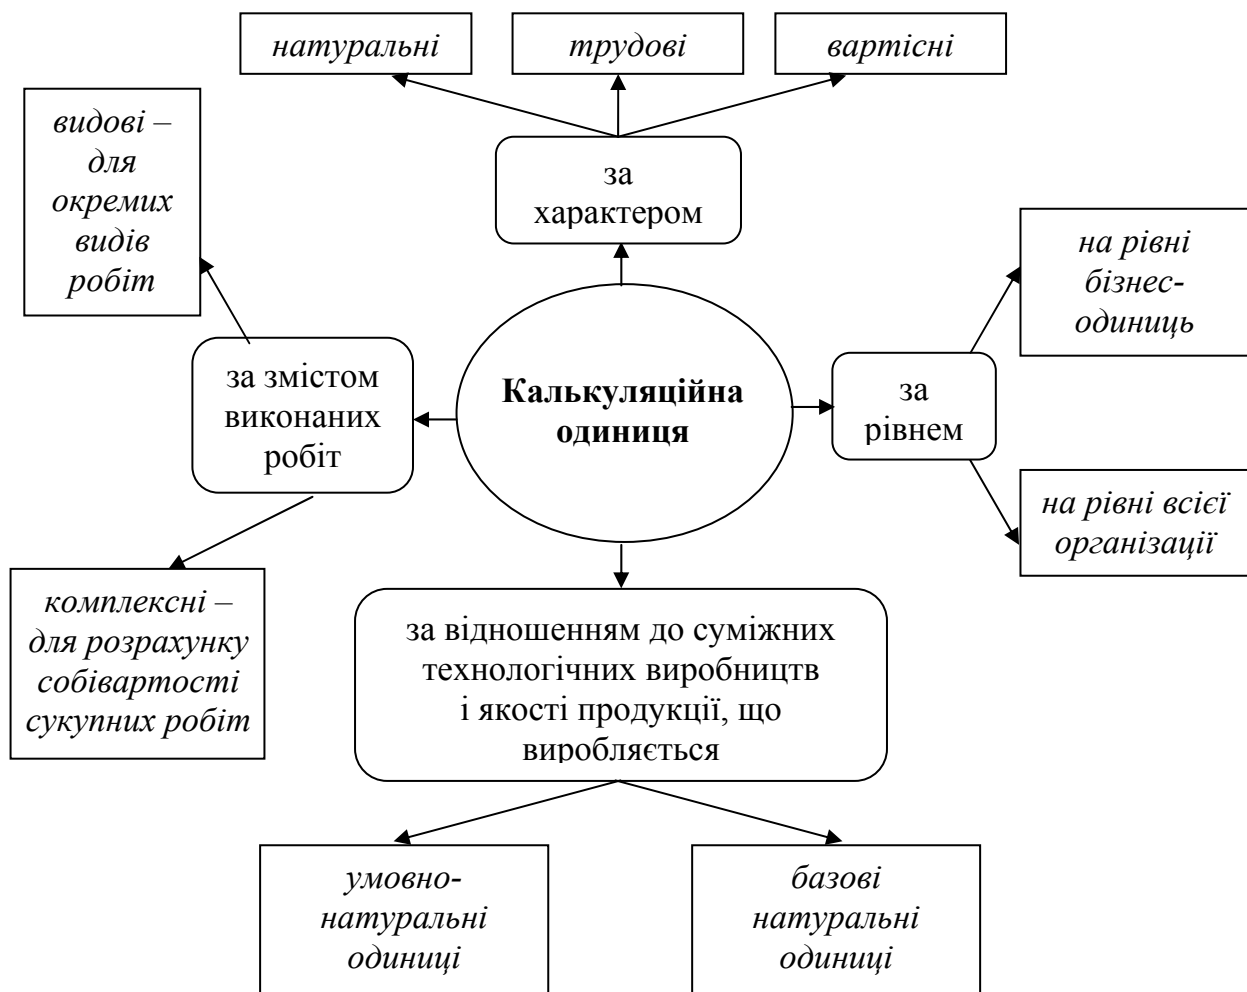 натуральні
трудові
вартісні
видові –
для
окремих
видів
робіт
за
характером
на рівні
бізнес-
одиниць
за змістом
виконаних
робіт
Калькуляційна
одиниця
за
рівнем
на рівні всієї
організації
комплексні –
для розрахунку
собівартості
сукупних робіт
за відношенням до суміжних
технологічних виробництв
і якості продукції, що
виробляється
умовно-
натуральні
одиниці
базові
натуральні
одиниці